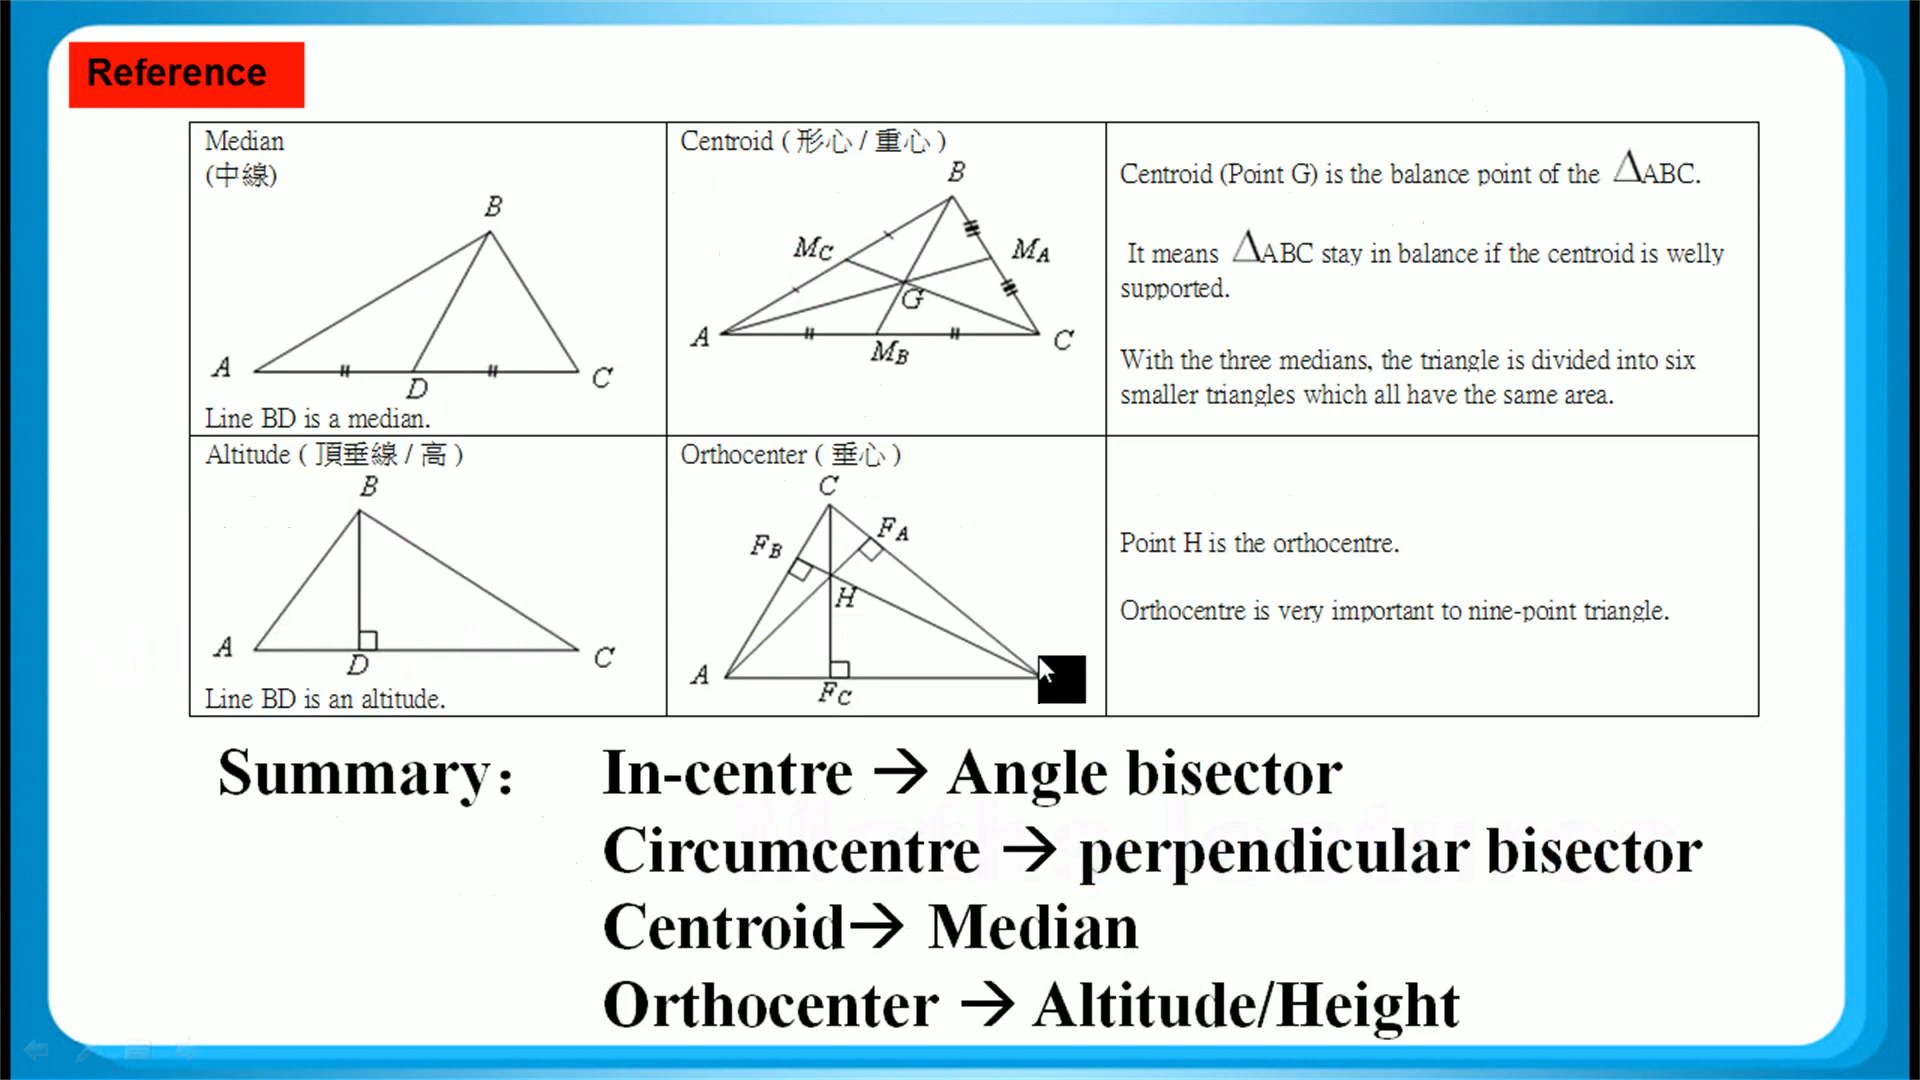 Reference
Median
(中線)
B
A
D
C
Line BD is a median.
Centroid ( 形心 / 重心 )
B
MC
MA
G
A
MB
C
Centroid (Point G) is the balance point of the ΔABC.
It means ΔABC stay in balance if the centroid is welly
supported.
With the three medians, the triangle is divided into six
smaller triangles which all have the same area.
Altitude ( 頂垂線 / 高 )
B
A
D
C
Line BD is an altitude.
Orthocenter ( 垂心 )
C
FA
FB
H
A
FC
Point H is the orthocentre.
Orthocentre is very important to nine-point triangle.
Summary： In-centre → Angle bisector
Circumcentre → perpendicular bisector
Centroid→ Median
Orthocenter → Altitude/Height